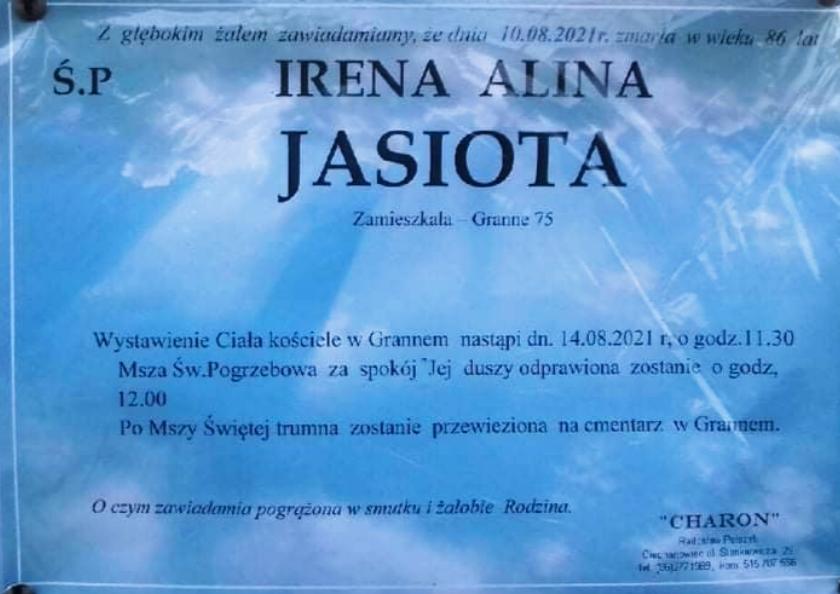 Z głębokim żalem zawiadamiamy, że dnia 10.08.2021r. zmarła w wieku 86 lat
Ś.P IRENA ALINA
JASIOTA
Zamieszkała – Granne 75
Wystawienie Ciała kościele w Grannem nastąpi dn. 14.08.2021 r, o godz.11.30
Msza Św.Pogrzebowa za spokój Jej duszy odprawiona zostanie o godz,
12.00
Po Mszy Świętej trumna zostanie przewieziona na cmentarz w Grannem.
O czym zawiadamia pogrążona w smutku i żałobie Rodzina.
"CHARON"
Radosław
Ciechanowiec ul.